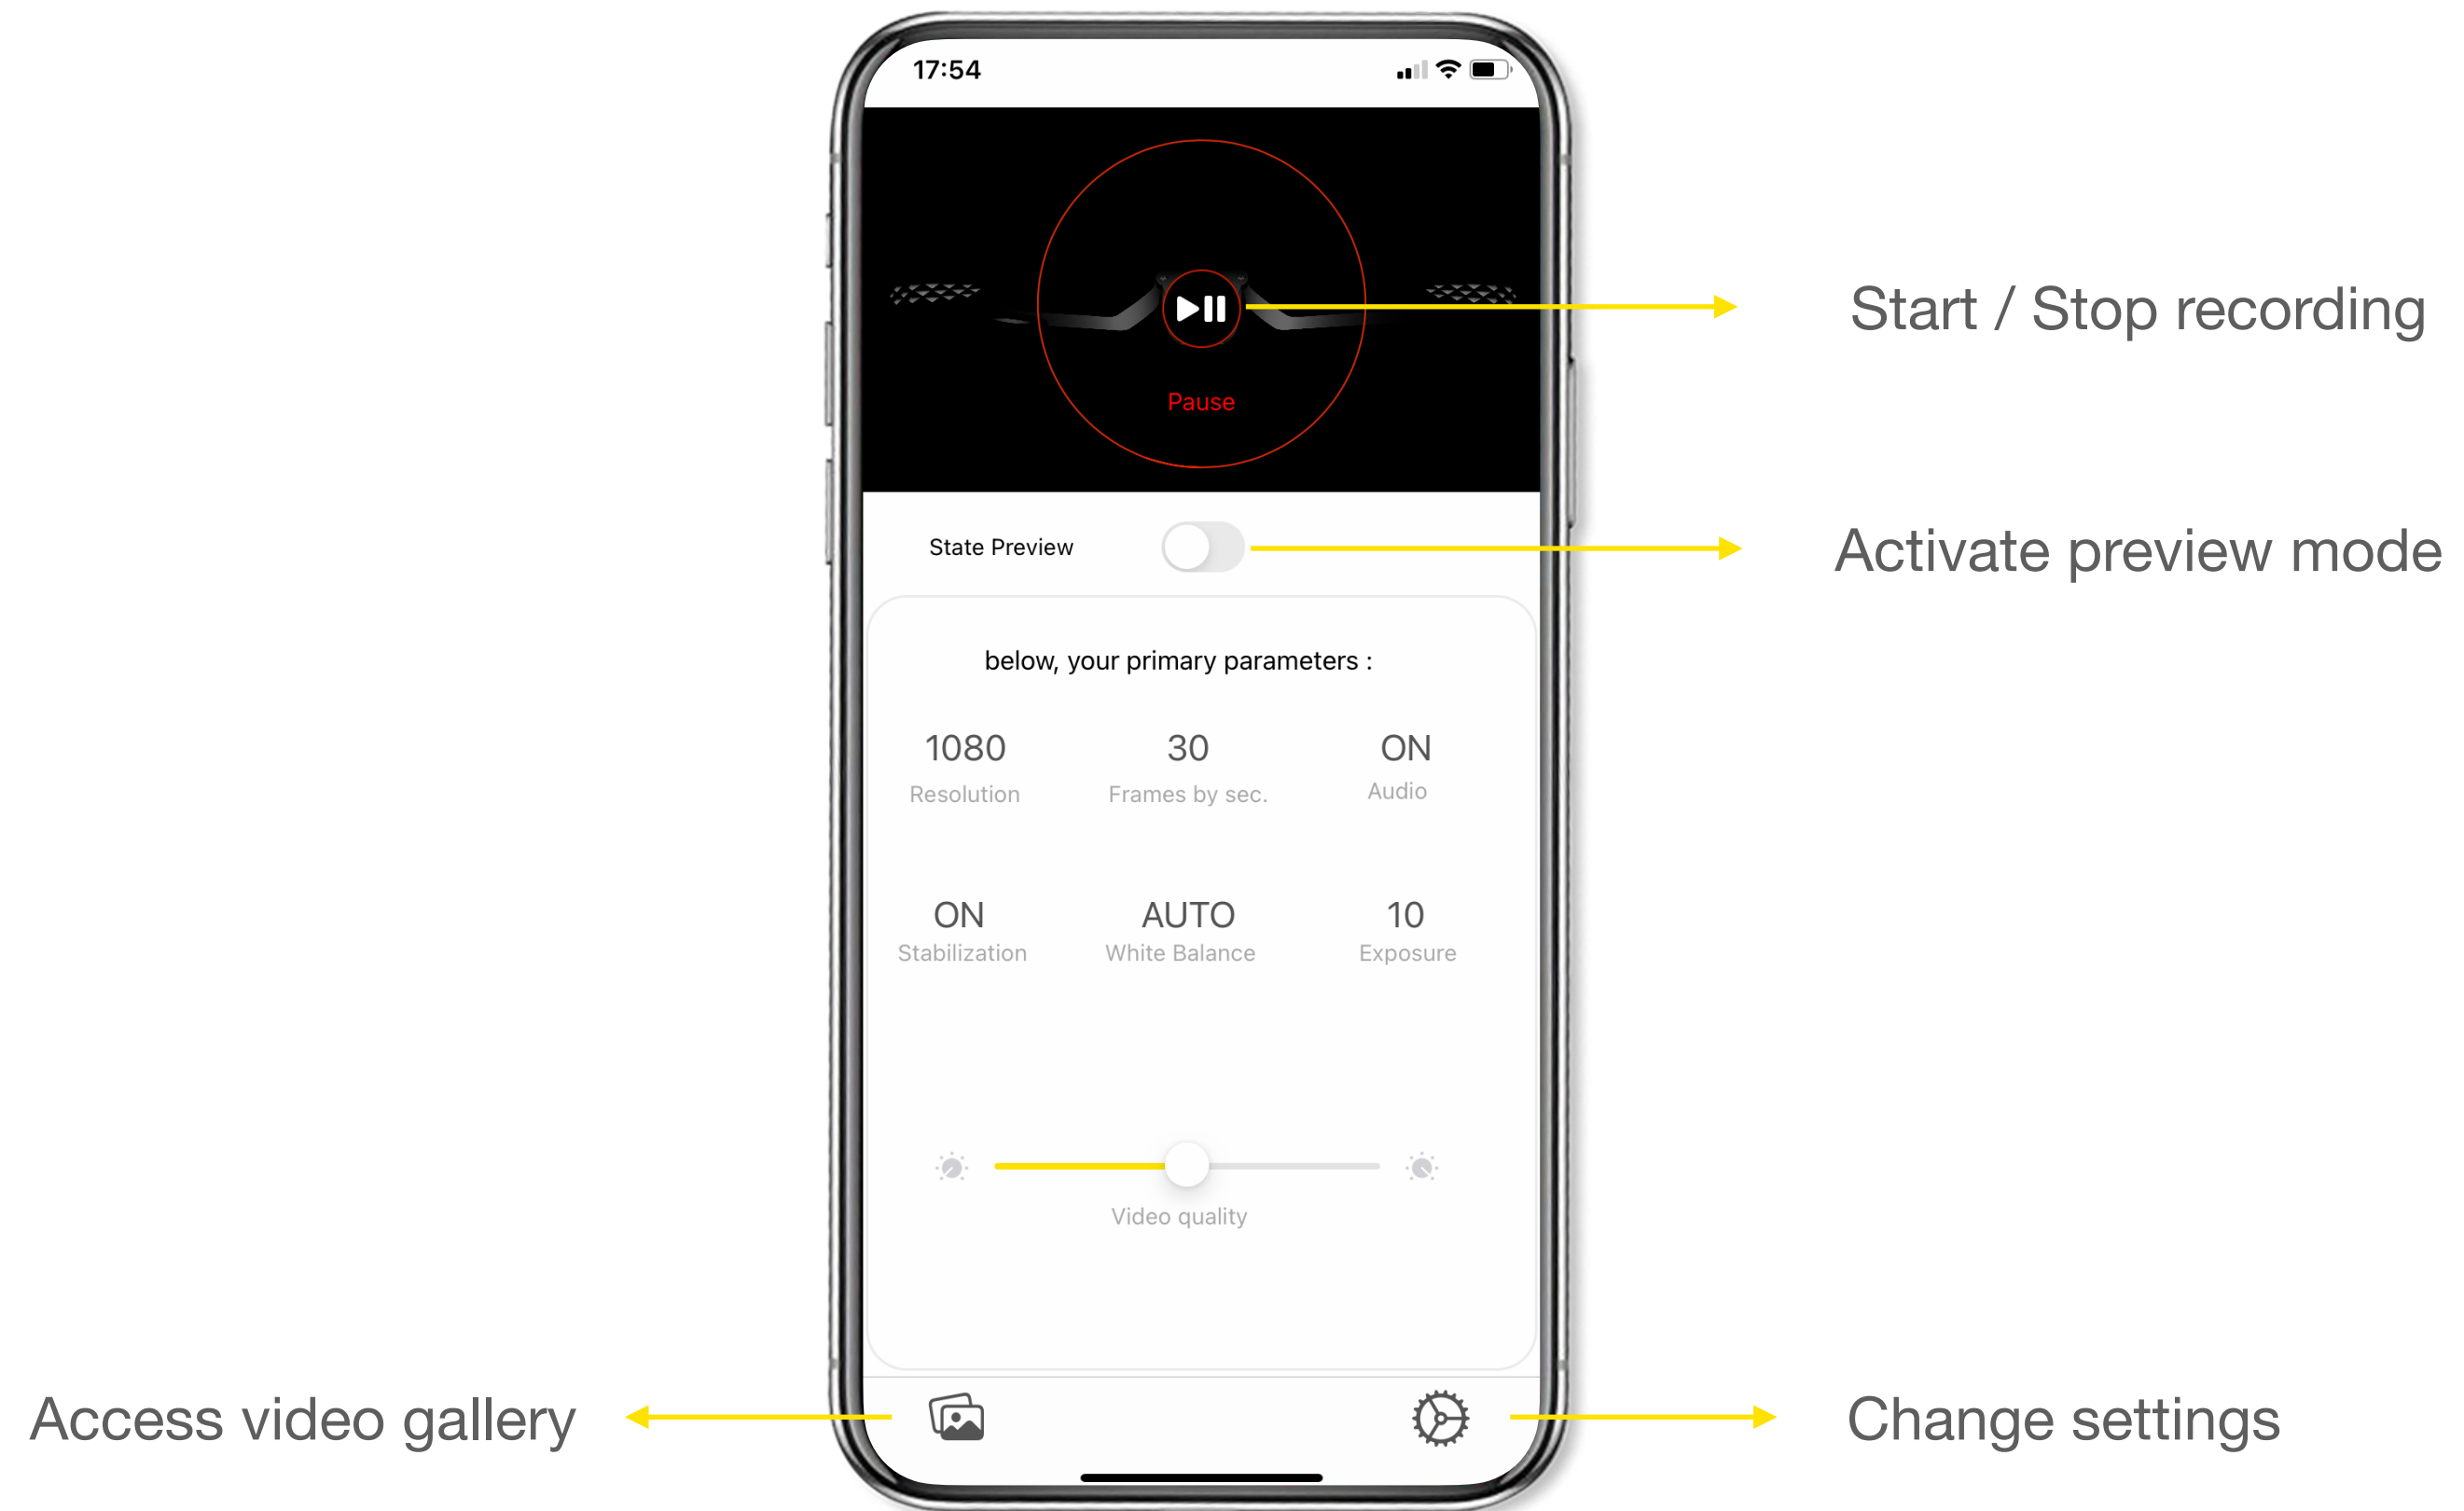 17:54
Start / Stop recording
Pause
State Preview
Activate preview mode
below, your primary parameters :
1080
30
ON
Resolution
Frames by sec.
Audio
ON
AUTO
10
Stabilization
White Balance
Exposure
Video quality
Access video gallery
Change settings